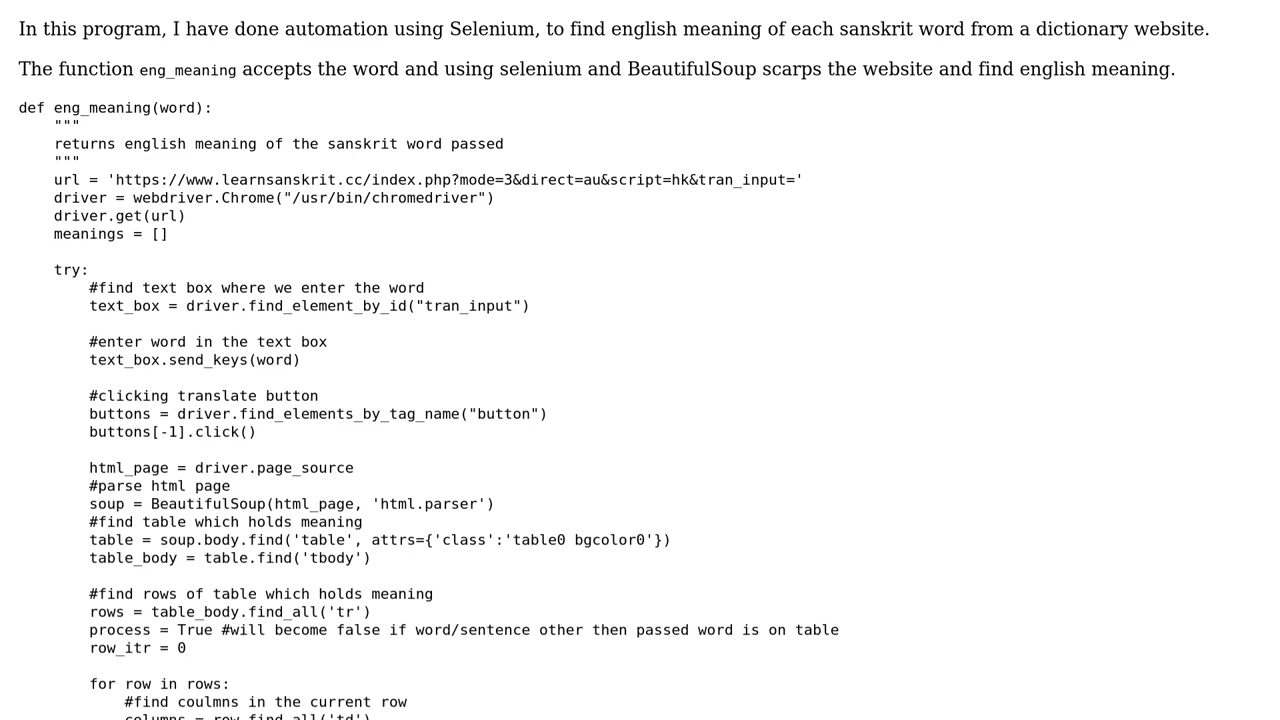 In this program, I have done automation using Selenium, to find english meaning of each sanskrit word from a dictionary website.
The function eng_meaning accepts the word and using selenium and BeautifulSoup scarps the website and find english meaning.
def eng_meaning(word):
    """
    returns english meaning of the sanskrit word passed
    """
    url = 'https://www.learnsanskrit.cc/index.php?mode=3&direct=au&script=hk&tran_input='
    driver = webdriver.Chrome("/usr/bin/chromedriver")
    driver.get(url)
    meanings = []
    try:
        #find text box where we enter the word
        text_box = driver.find_element_by_id("tran_input")
        #enter word in the text box
        text_box.send_keys(word)
        #clicking translate button
        buttons = driver.find_elements_by_tag_name("button")
        buttons[-1].click()
        html_page = driver.page_source
        #parse html page
        soup = BeautifulSoup(html_page, 'html.parser')
        #find table which holds meaning
        table = soup.body.find('table', attrs={'class':'table0 bgcolor0'})
        table_body = table.find('tbody')
        #find rows of table which holds meaning
        rows = table_body.find_all('tr')
        process = True #will become false if word/sentence other then passed word is on table
        row_itr = 0
        for row in rows:
            #find coulmns in the current row
            columns = row.find_all('td')